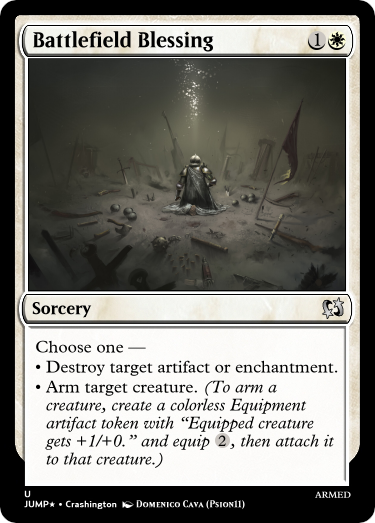 Battlefield Blessing 1
Sorcery
Choose one —
• Destroy target artifact or enchantment.
• Arm target creature. (To arm a
creature, create a colorless Equipment
artifact token with “Equipped creature
gets +1/+0.” and equip 2, then attach it
to that creature.)
U ARMED
JUMP★ • Crashington Domenico Cava (Psion11)